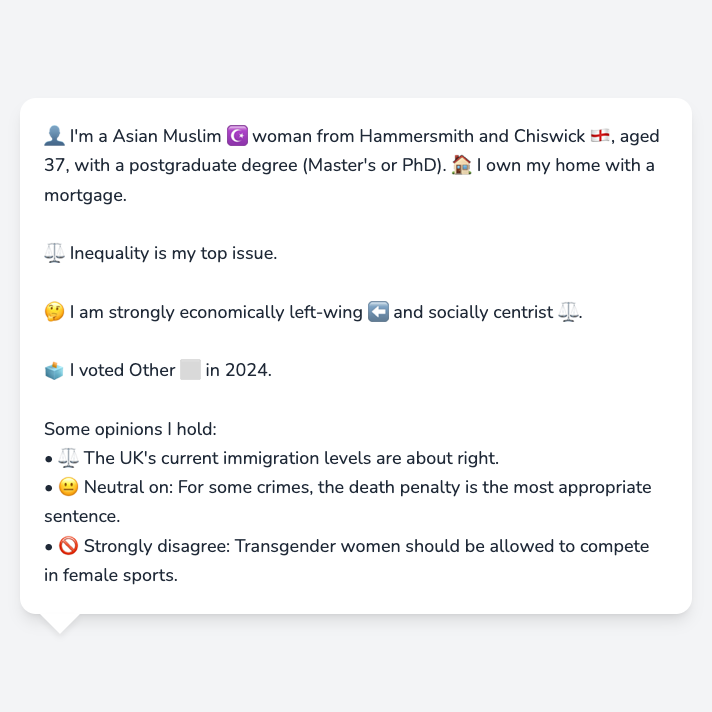 👤 I'm a Asian Muslim ☪️ woman from Hammersmith and Chiswick 🏴󠁧󠁢󠁥󠁮󠁧󠁿, aged
37, with a postgraduate degree (Master's or PhD). 🏠 I own my home with a
mortgage.
⚖️ Inequality is my top issue.
🤔 I am strongly economically left-wing ⬅️ and socially centrist ⚖️.
🗳️ I voted Other ⬜ in 2024.
Some opinions I hold:
• ⚖️ The UK's current immigration levels are about right.
• 😐 Neutral on: For some crimes, the death penalty is the most appropriate
sentence.
• 🚫 Strongly disagree: Transgender women should be allowed to compete
in female sports.